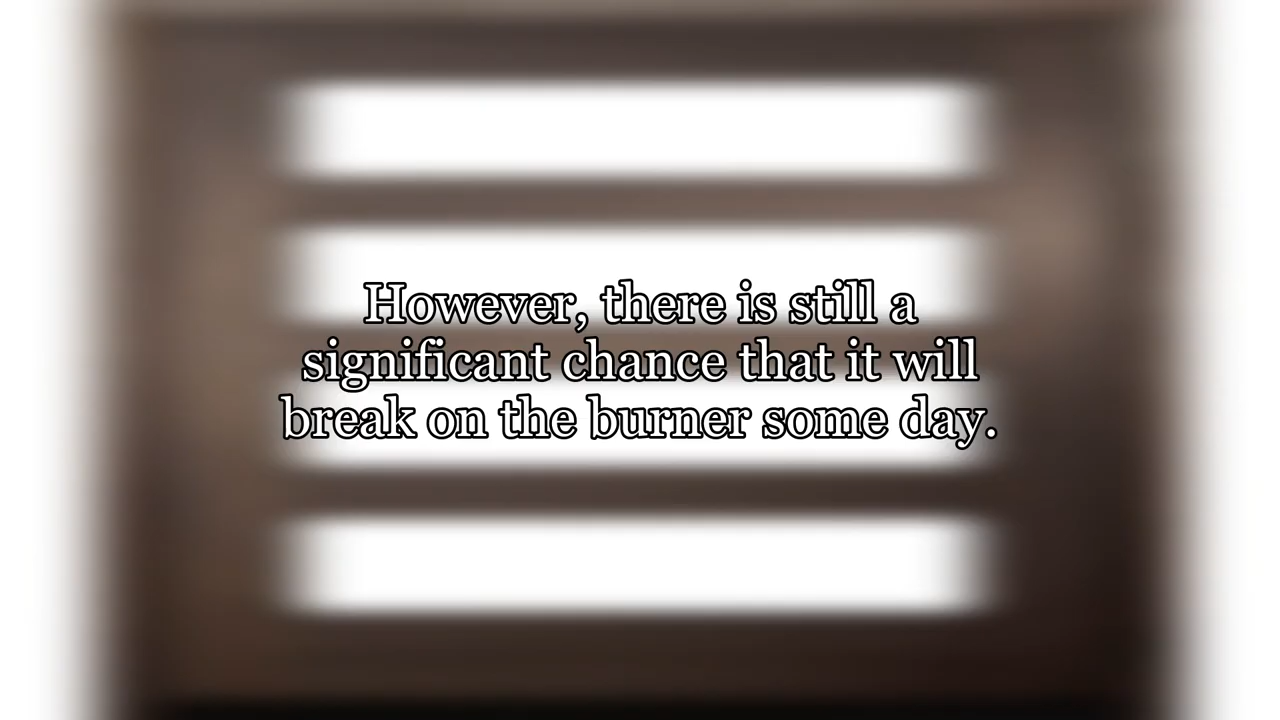 However, there is still a
significant chance that it will
break on the burner some day.